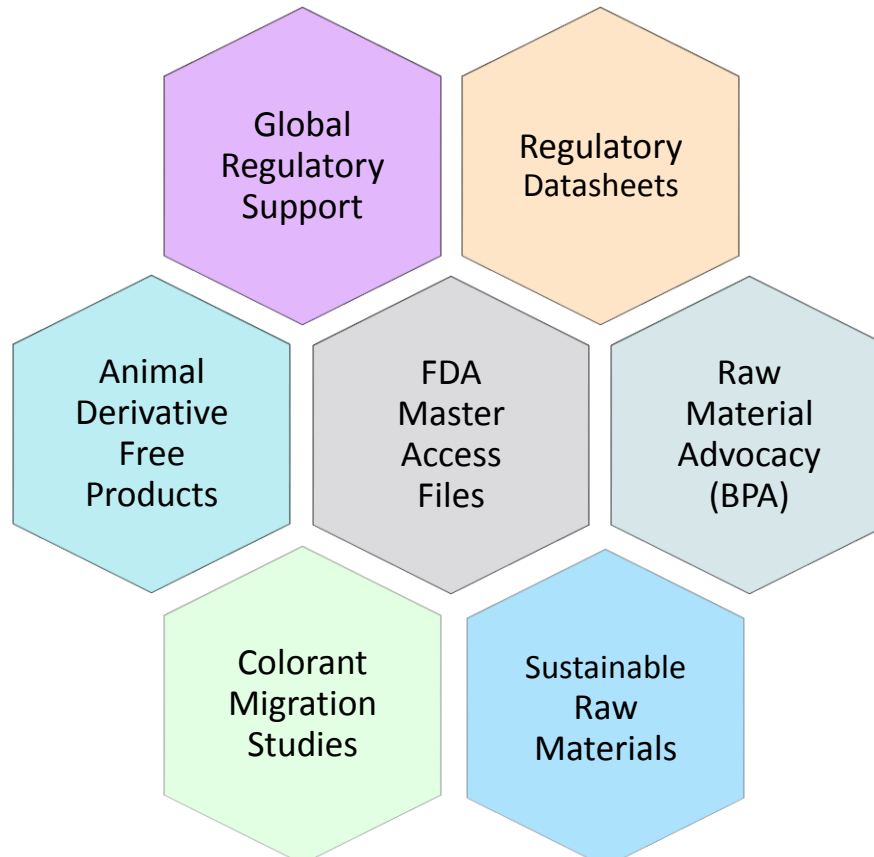 Global
Regulatory
Support
Regulatory
Datasheets
Animal
Derivative
Free
Products
FDA
Master
Access
Files
Raw
Material
Advocacy
(BPA)
Colorant
Migration
Studies
Sustainable
Raw
Materials